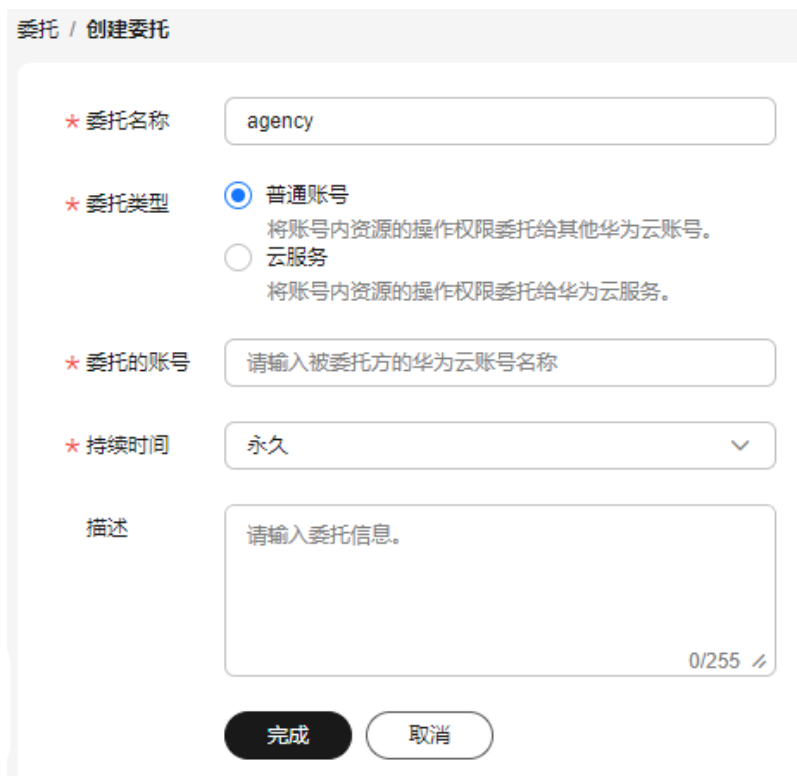 委托 / 创建委托
* 委托名称 agency
* 委托类型 普通账号
将账号内资源的操作权限委托给其他华为云账号。
云服务
将账号内资源的操作权限委托给华为云服务。
* 委托的账号 请输入被委托方的华为云账号名称
* 持续时间 永久
描述 请输入委托信息。
0/255
完成 取消